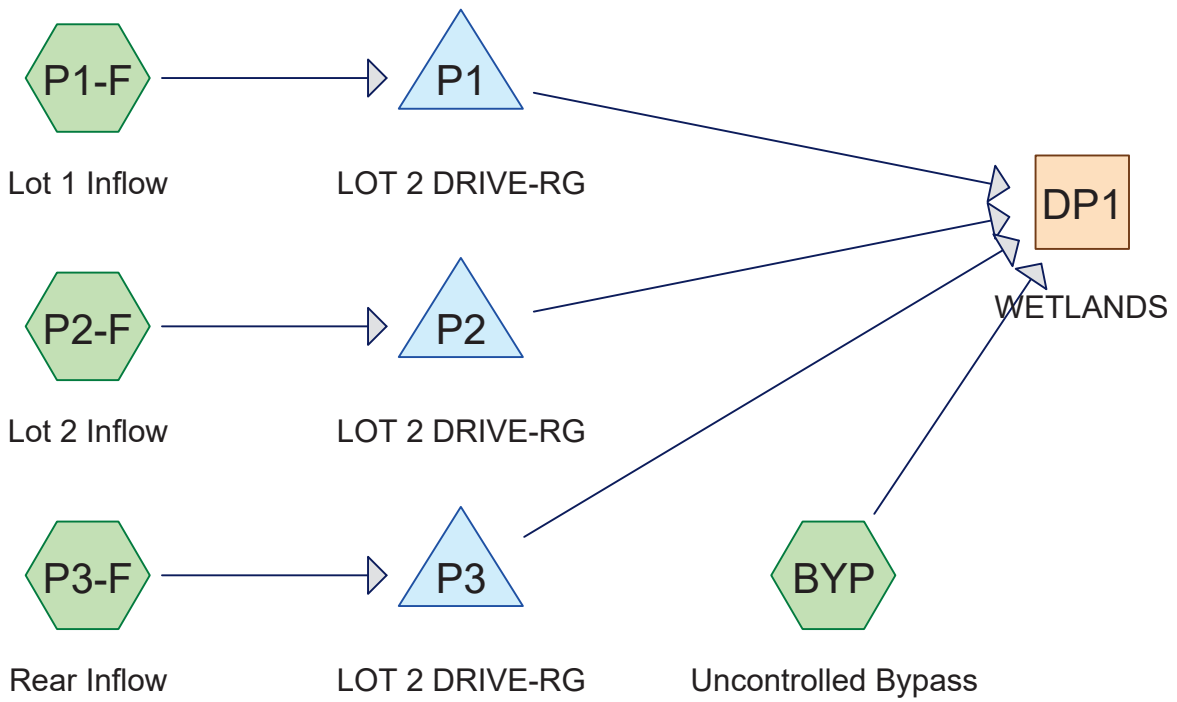 P1-F
P1
Lot 1 Inflow
LOT 2 DRIVE-RG
DP1
WETLANDS
P2-F
P2
Lot 2 Inflow
LOT 2 DRIVE-RG
P3-F
P3
BYP
Rear Inflow
LOT 2 DRIVE-RG
Uncontrolled Bypass